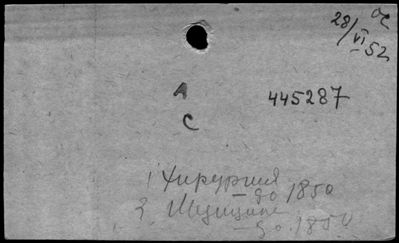 28/VI 52
А
С
445287
1 Хирургия
— до 1850
2. Медицина
до 1850